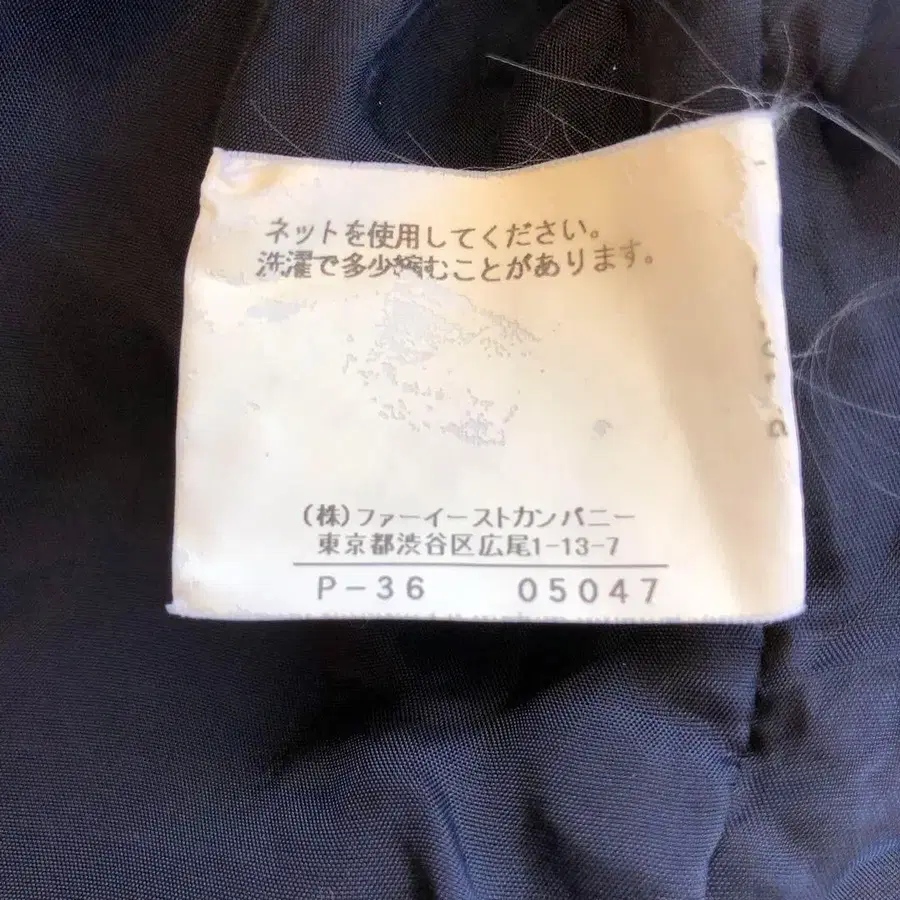 ネットを使用してください。
洗濯で多少縮むことがあります。
(株)ファーイーストカンパニー
東京都渋谷区広尾1-13-7
P-36 05047